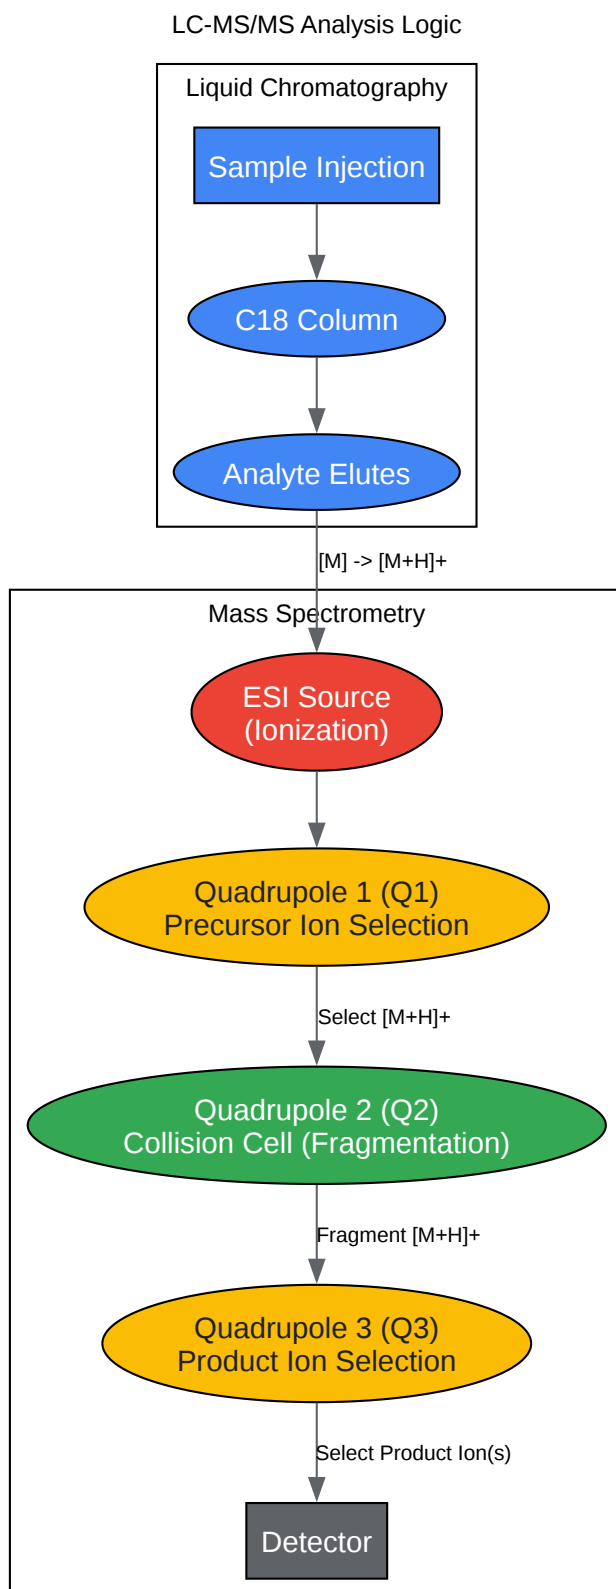 LC-MS/MS Analysis Logic
Liquid Chromatography
Sample Injection
C18 Column
Analyte Elutes
[M] -> [M+H]+
Mass Spectrometry
ESI Source
(Ionization)
Quadrupole 1 (Q1)
Precursor Ion Selection
Select [M+H]+
Quadrupole 2 (Q2)
Collision Cell (Fragmentation)
Fragment [M+H]+
Quadrupole 3 (Q3)
Product Ion Selection
Select Product Ion(s)
Detector